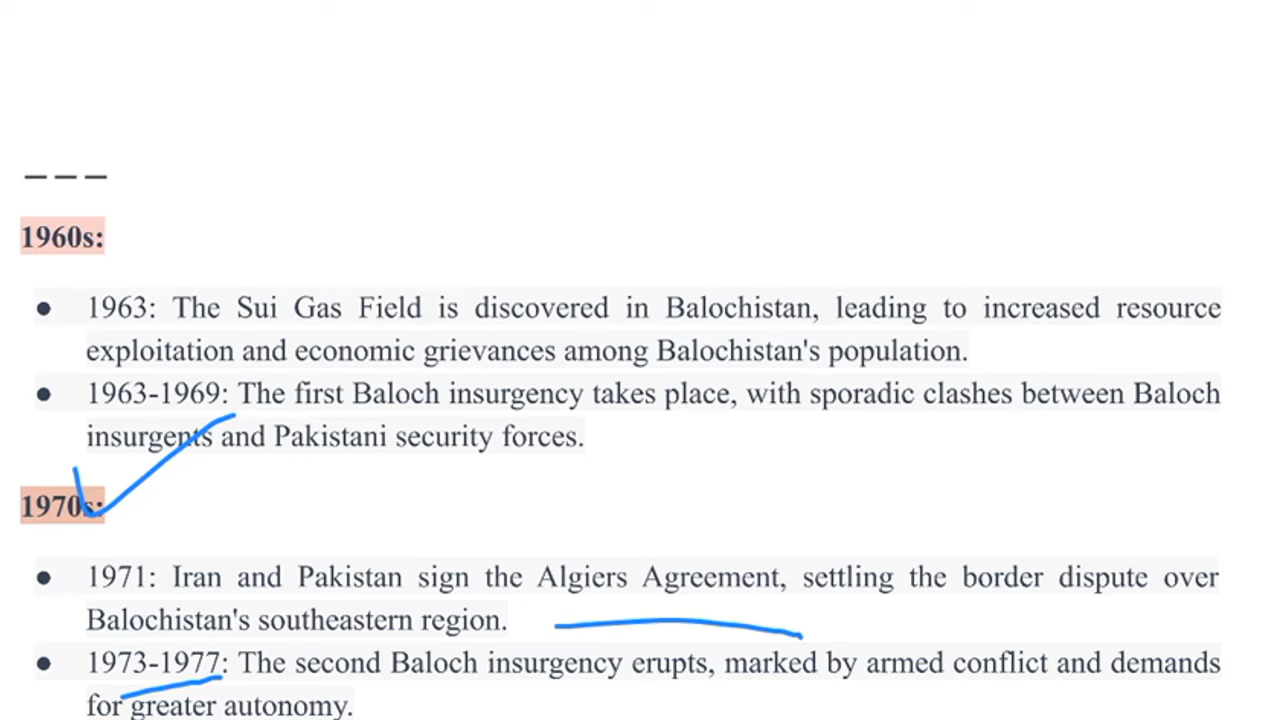 1960s:
● 1963: The Sui Gas Field is discovered in Balochistan, leading to increased resource
exploitation and economic grievances among Balochistan's population.
● 1963-1969: The first Baloch insurgency takes place, with sporadic clashes between Baloch
insurgents and Pakistani security forces.
1970s:
● 1971: Iran and Pakistan sign the Algiers Agreement, settling the border dispute over
Balochistan's southeastern region.
● 1973-1977: The second Baloch insurgency erupts, marked by armed conflict and demands
for greater autonomy.